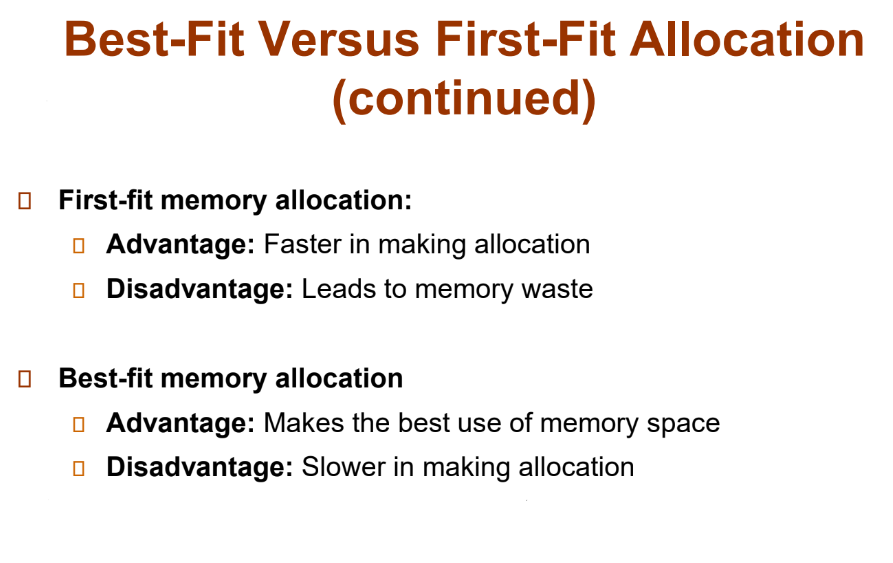 Best-Fit Versus First-Fit Allocation
(continued)
First-fit memory allocation:
Advantage: Faster in making allocation
Disadvantage: Leads to memory waste
Best-fit memory allocation
Advantage: Makes the best use of memory space
Disadvantage: Slower in making allocation